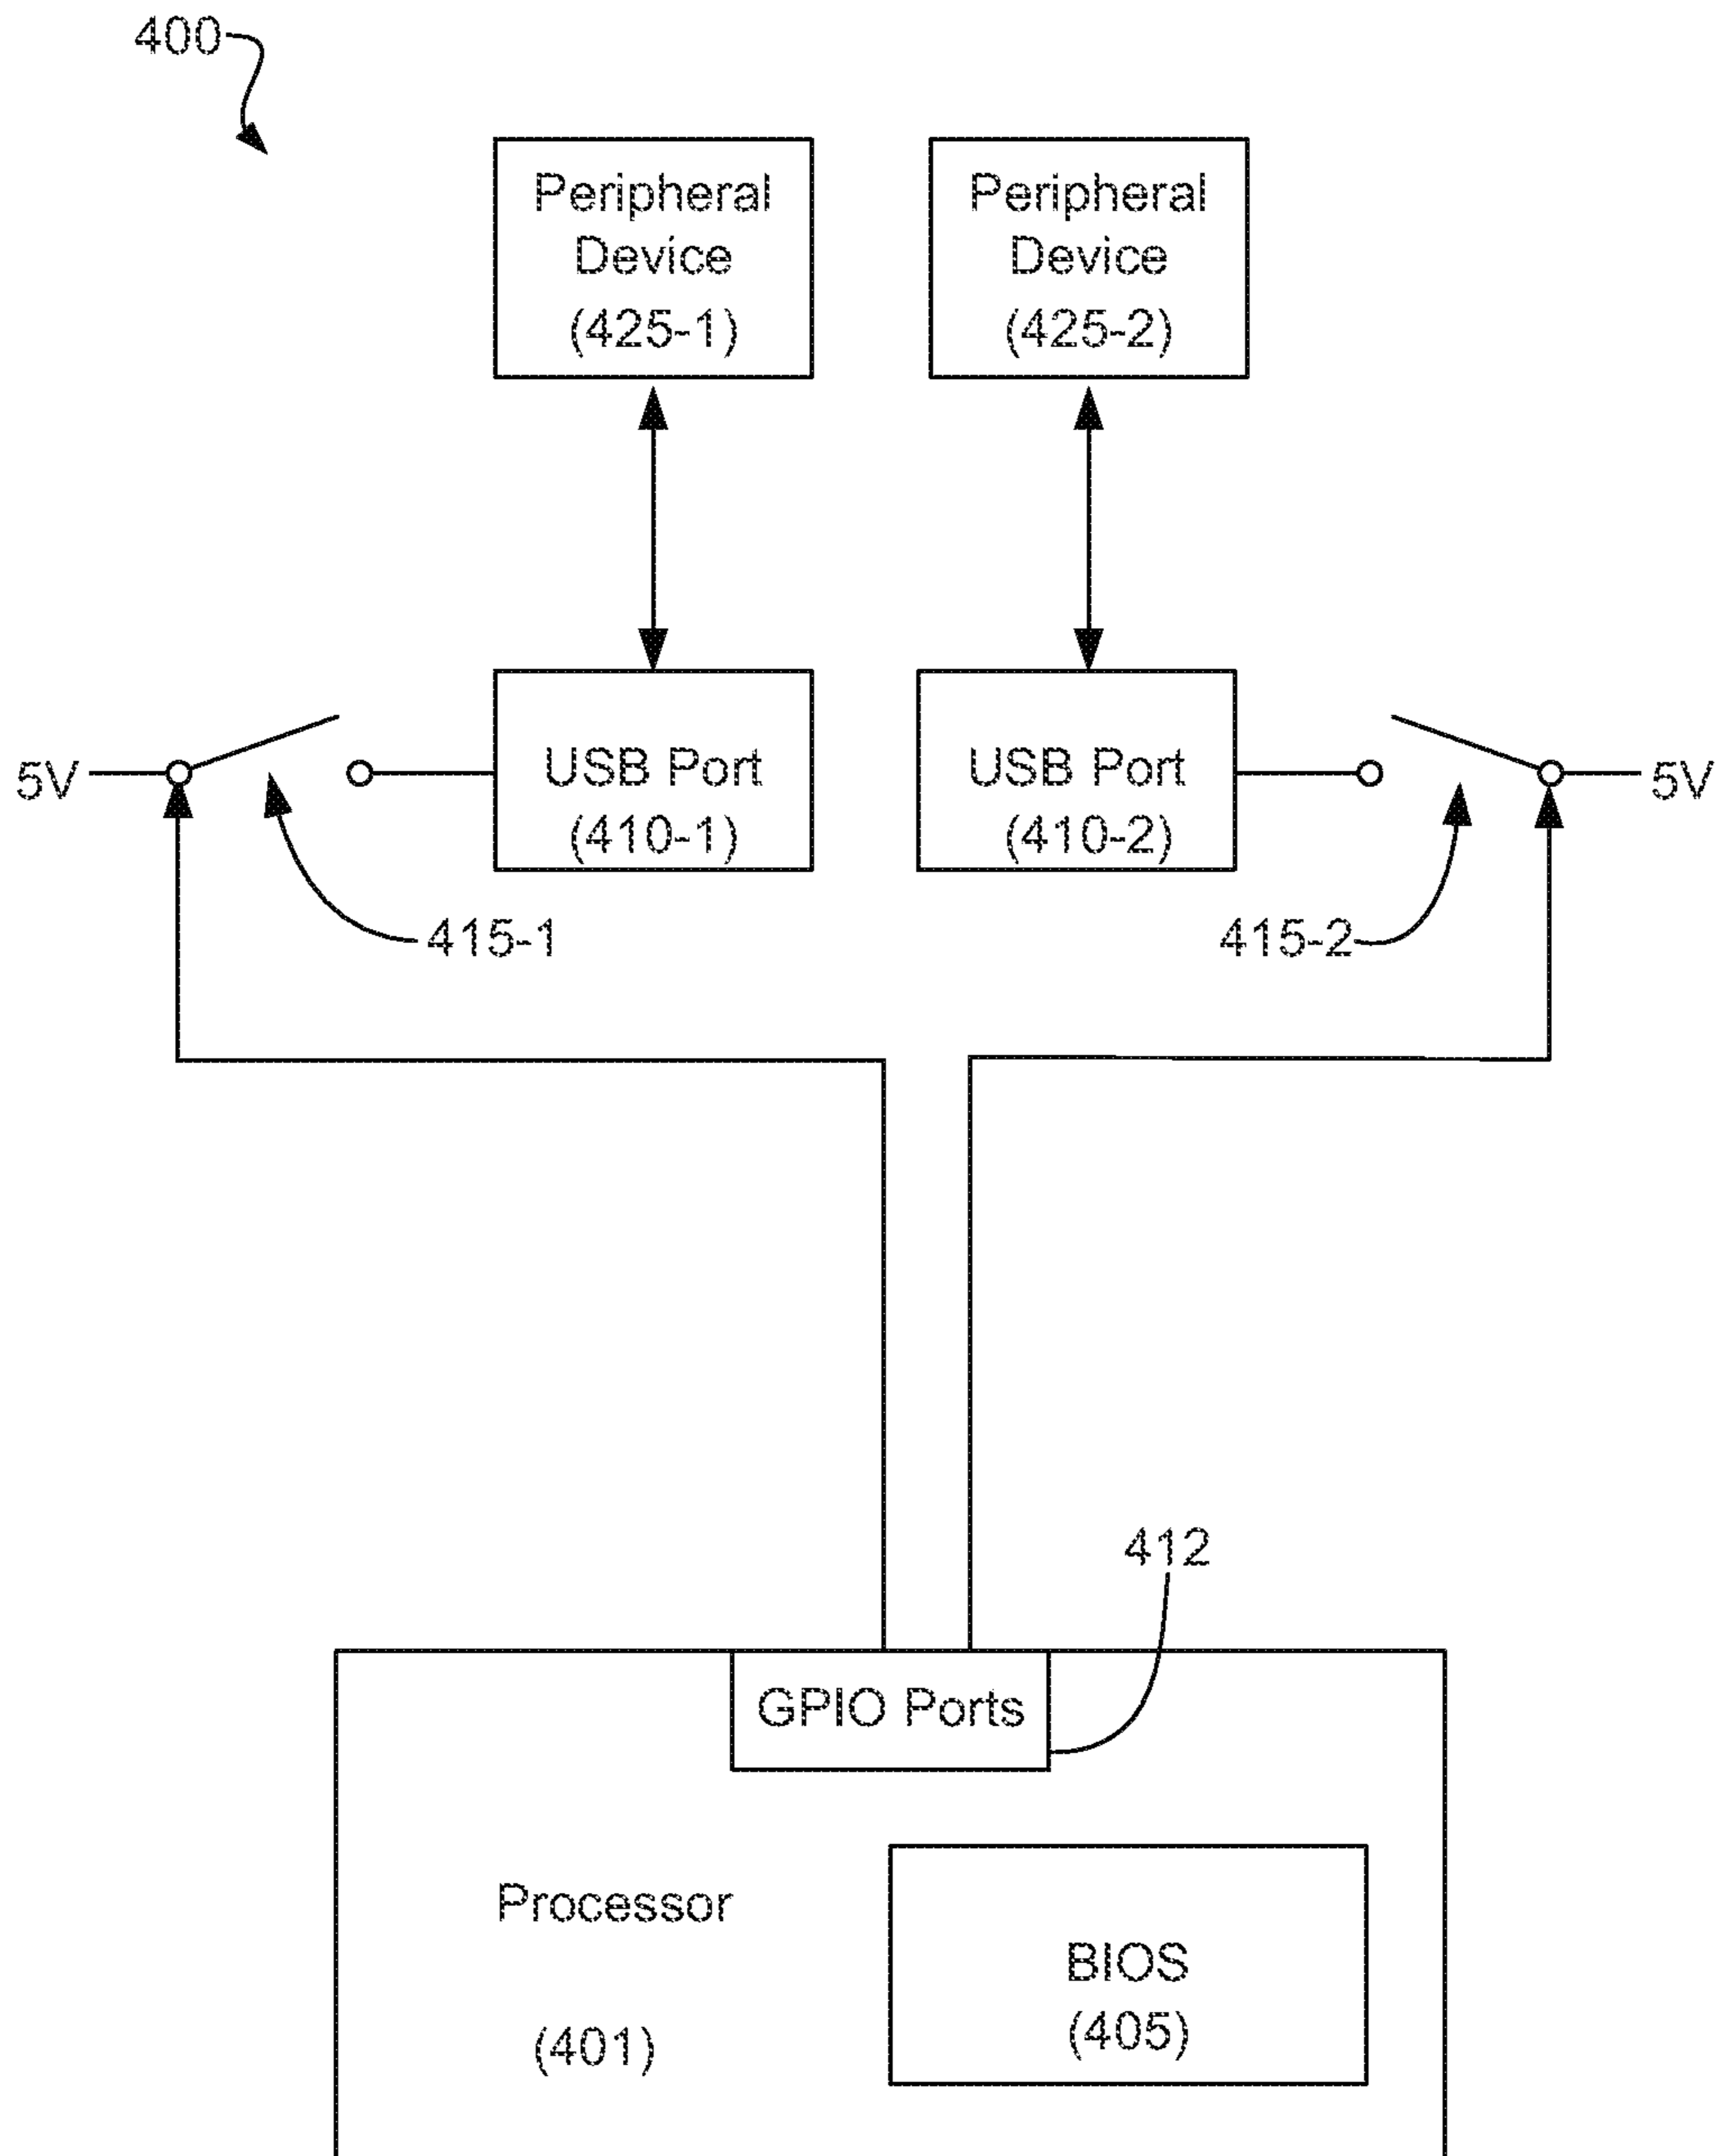 400
Peripheral
Device
(425-1)
Peripheral
Device
(425-2)
5V
USB Port
(410-1)
USB Port
(410-2)
5V
415-1
415-2
412
GPIO Ports
Processor
(401)
BIOS
(405)